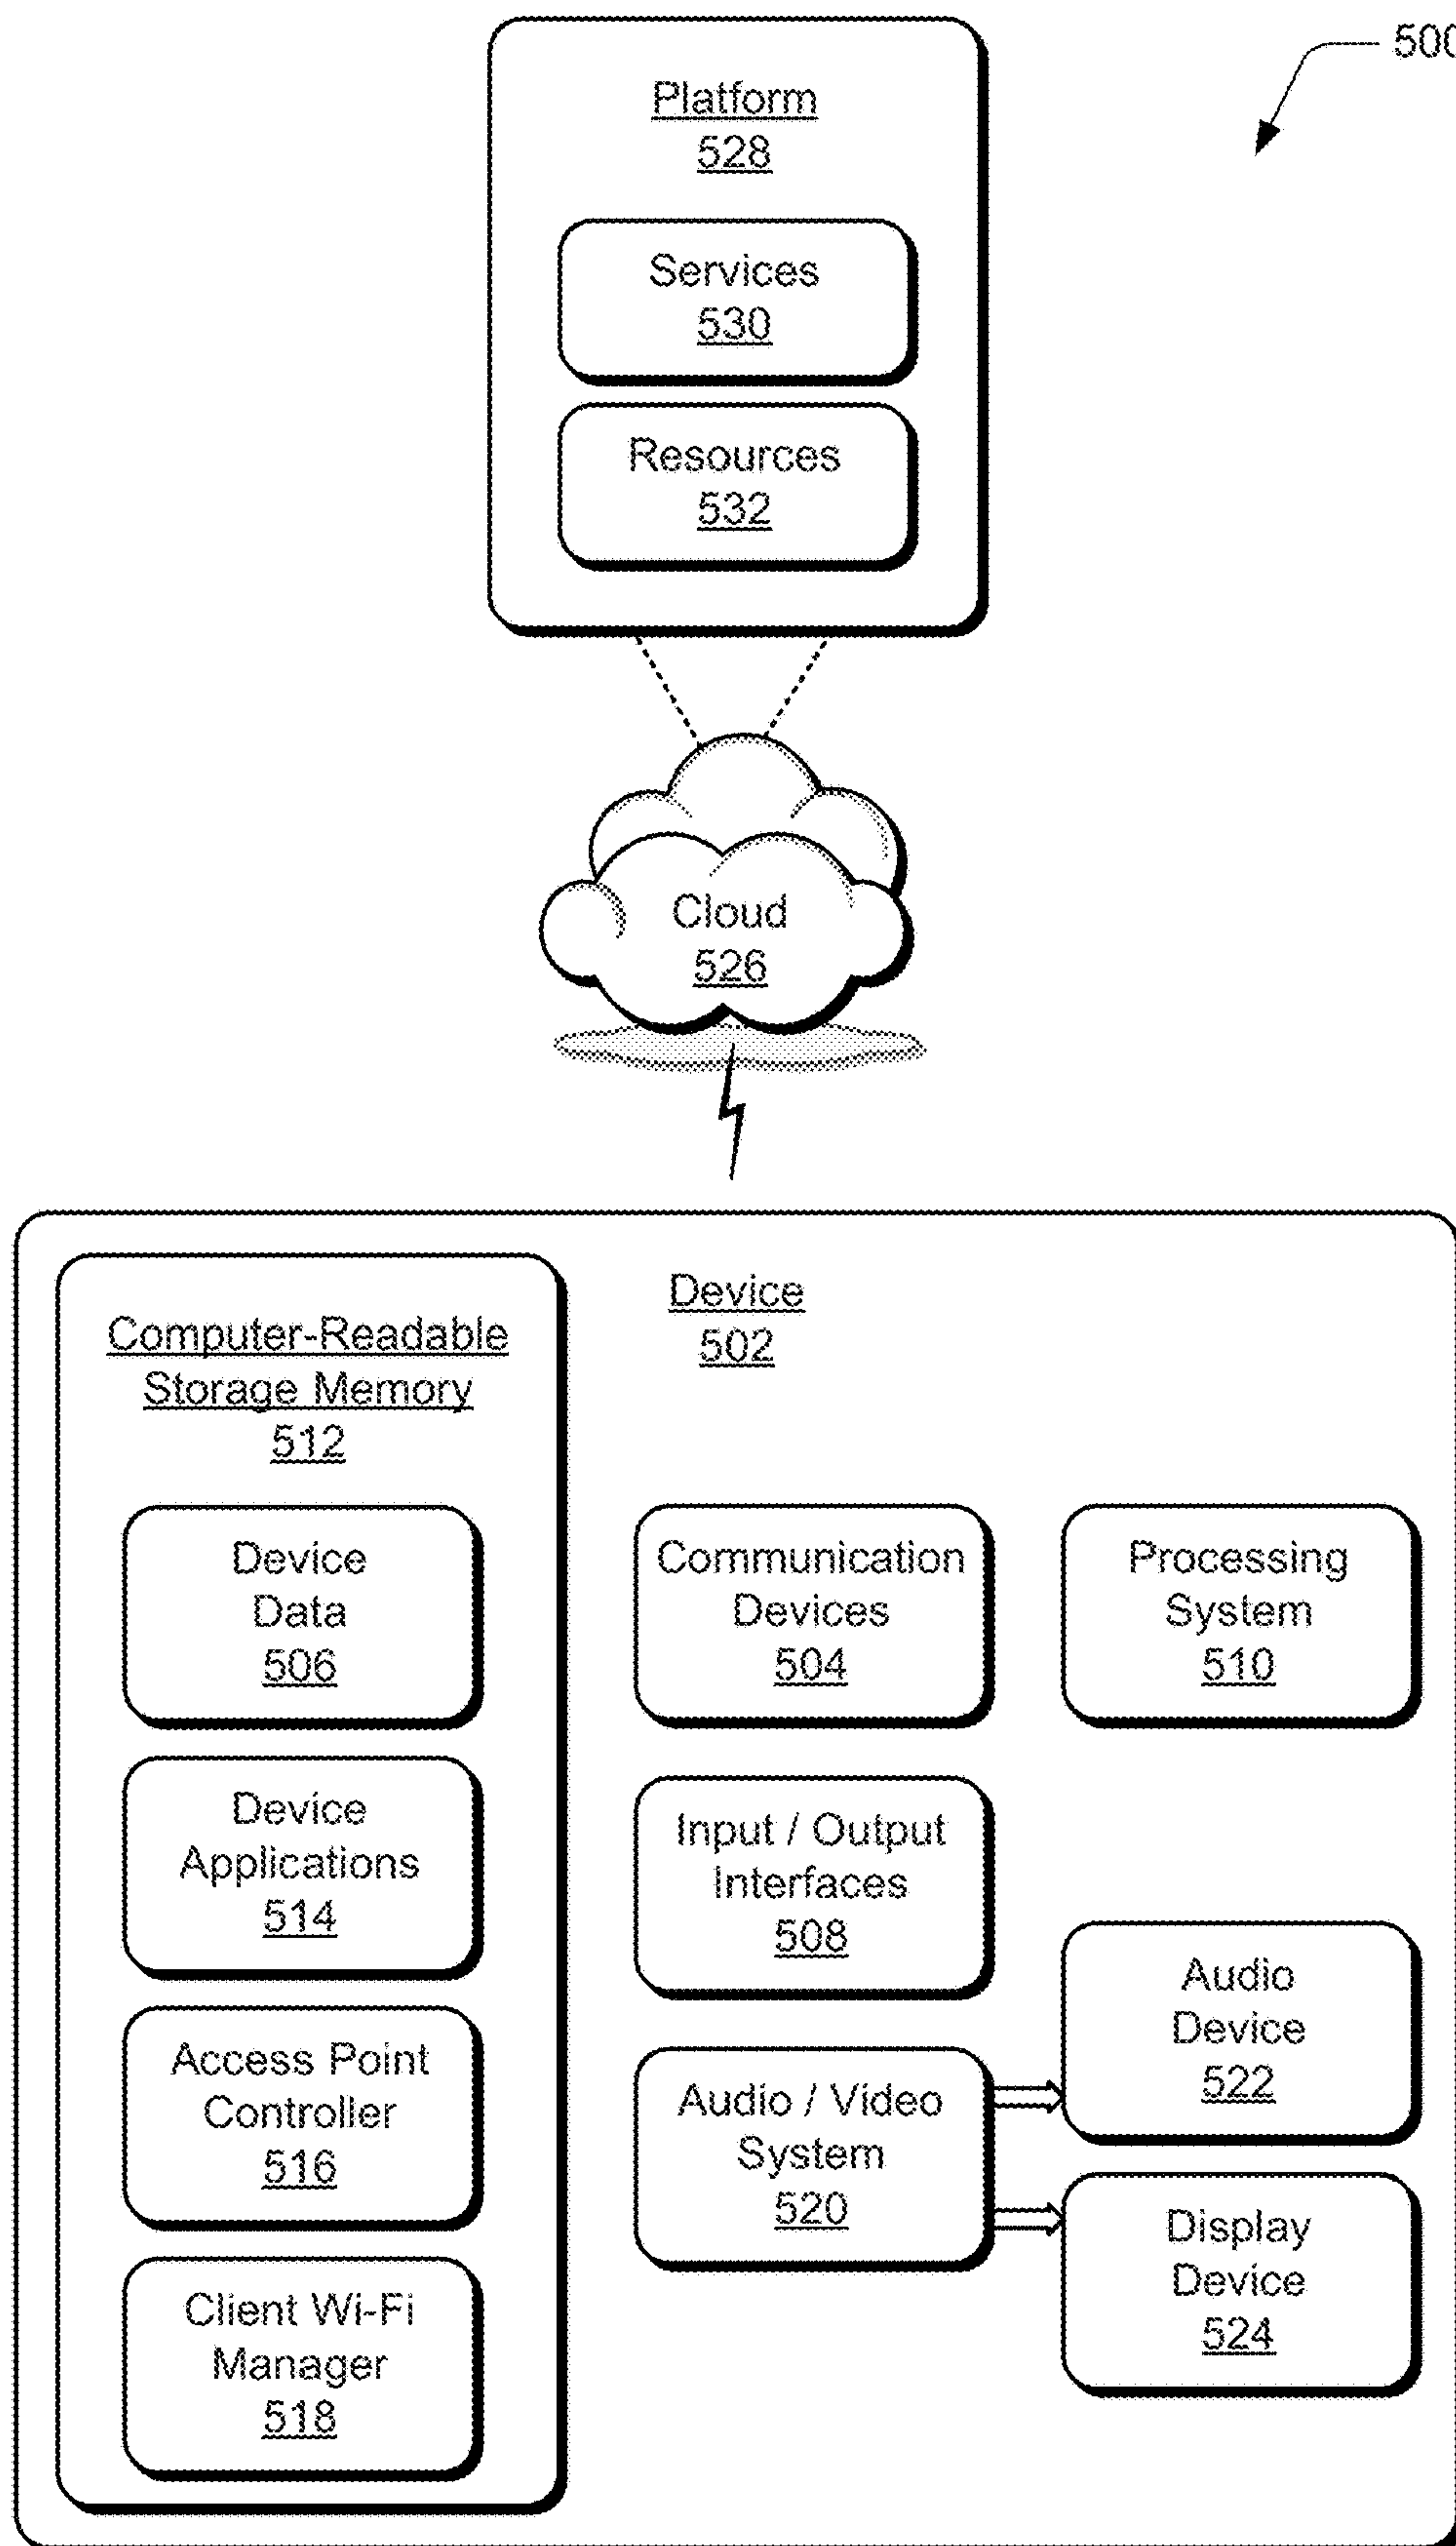 500
Platform
528
Services
530
Resources
532
Cloud
526
Device
502
Computer-Readable
Storage Memory
512
Device
Data
506
Device
Applications
514
Access Point
Controller
516
Client Wi-Fi
Manager
518
Communication
Devices
504
Processing
System
510
Input / Output
Interfaces
508
Audio / Video
System
520
Audio
Device
522
Display
Device
524